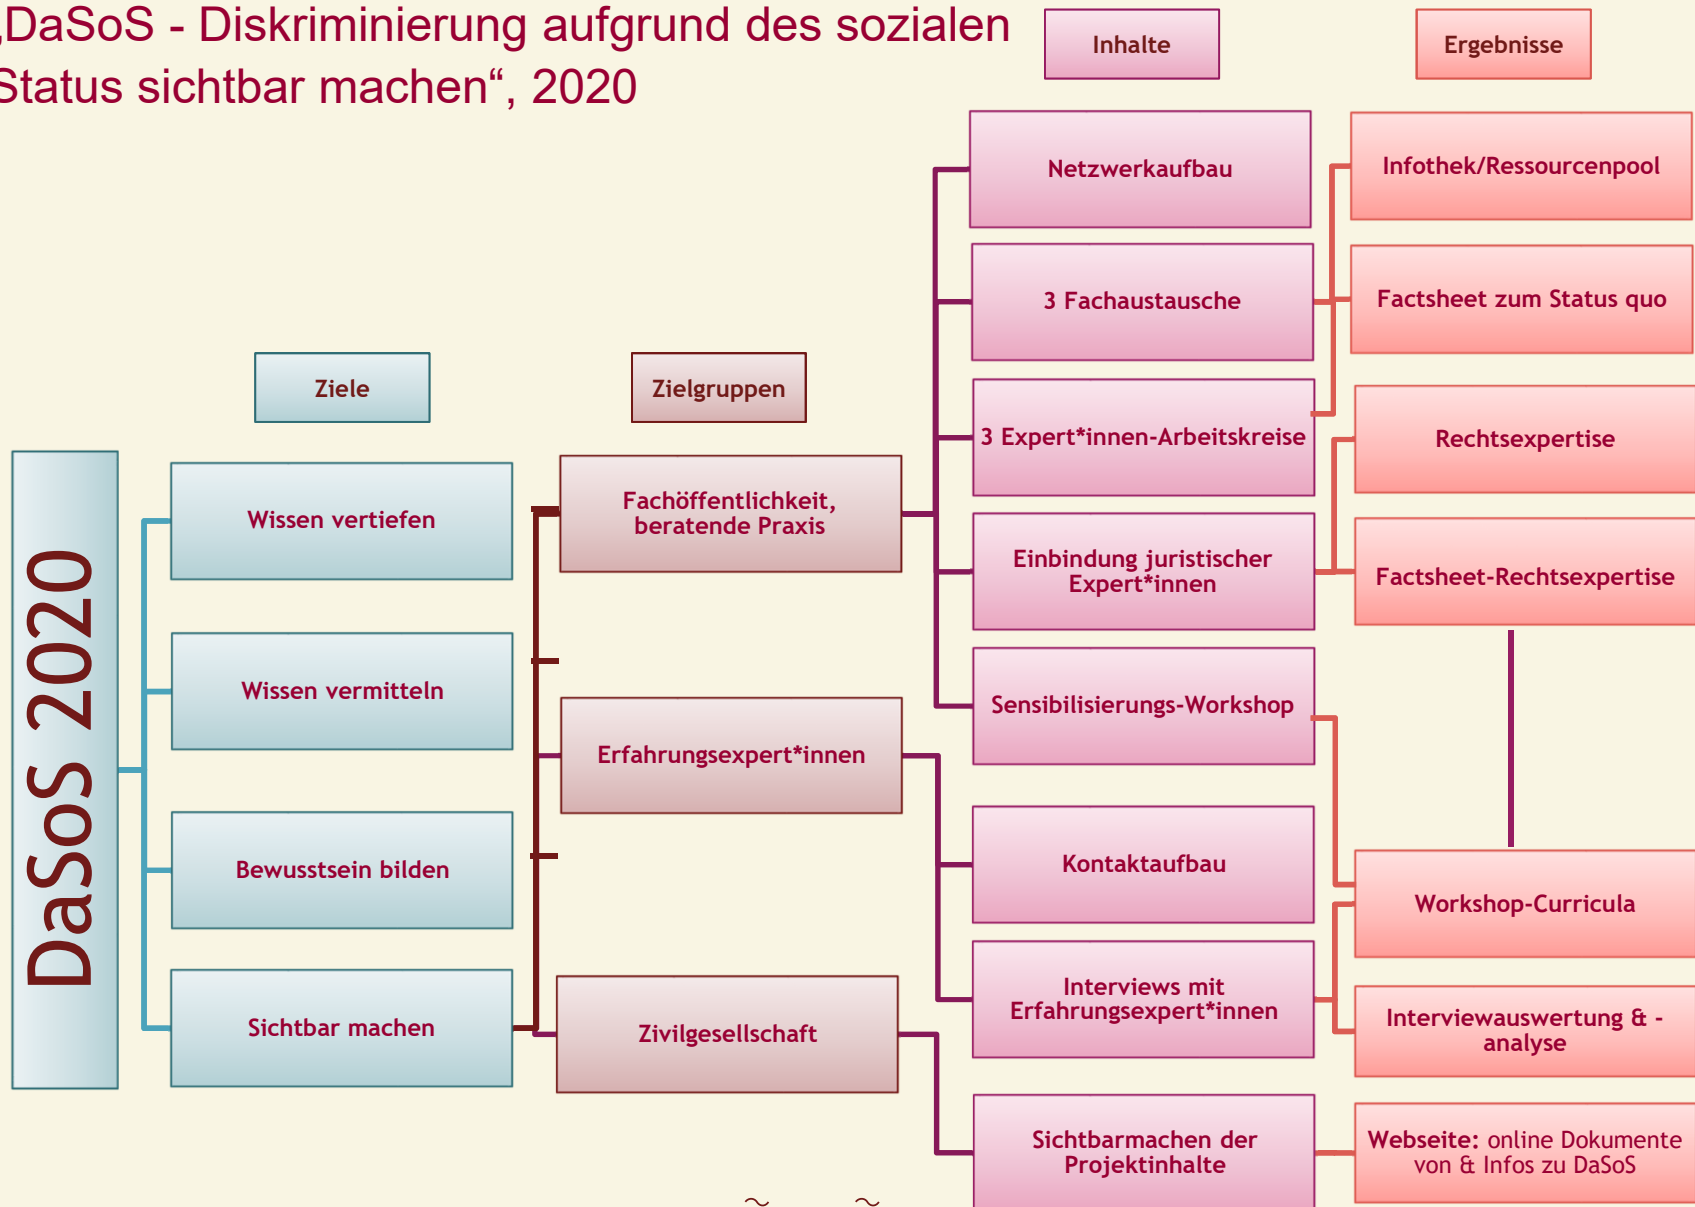 „DaSoS - Diskriminierung aufgrund des sozialen
Status sichtbar machen“, 2020
Inhalte
Ergebnisse
Ziele
Zielgruppen
DaSoS 2020
Wissen vertiefen
Wissen vermitteln
Bewusstsein bilden
Sichtbar machen
Fachöffentlichkeit,
beratende Praxis
Erfahrungsexpert*innen
Zivilgesellschaft
Netzwerkaufbau
3 Fachaustausche
3 Expert*innen-Arbeitskreise
Einbindung juristischer
Expert*innen
Sensibilisierungs-Workshop
Kontaktaufbau
Interviews mit
Erfahrungsexpert*innen
Sichtbarmachen der
Projektinhalte
Infothek/Ressourcenpool
Factsheet zum Status quo
Rechtsexpertise
Factsheet-Rechtsexpertise
Workshop-Curricula
Interviewauswertung & -
analyse
Webseite: online Dokumente
von & Infos zu DaSoS